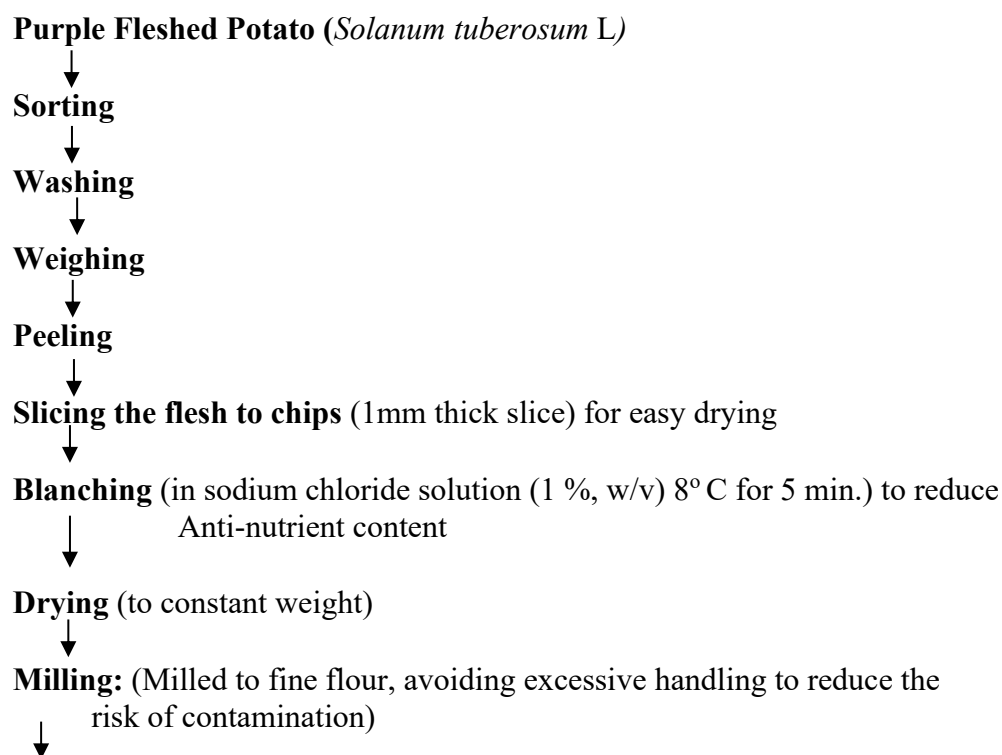 Purple Fleshed Potato (Solanum tuberosum L)
Sorting
Washing
Weighing
Peeling
Slicing the flesh to chips (1mm thick slice) for easy drying
Blanching (in sodium chloride solution (1 %, w/v) 8º C for 5 min.) to reduce
Anti-nutrient content
Drying (to constant weight)
Milling: (Milled to fine flour, avoiding excessive handling to reduce the
risk of contamination)